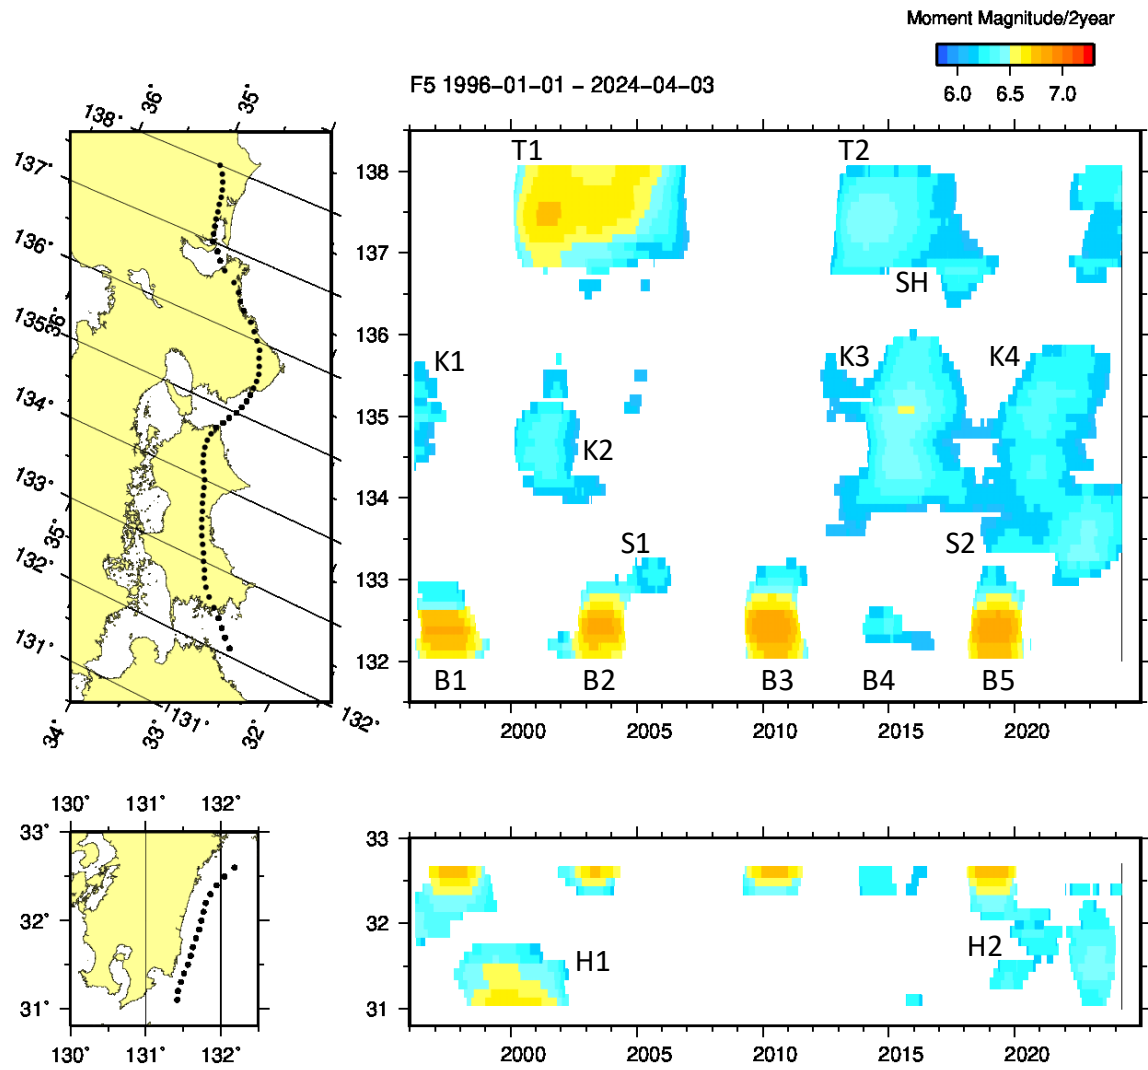 Moment Magnitude/2year
6.0 6.5 7.0
F5 1996-01-01 - 2024-04-03
36° 35°
138°
137°
136°
135°
36°
134°
133°
35°
132°
131°
34° 33° 131° 32° 132°
T1 T2
138
137
SH
136
K1 K3 K4
135
K2
134
S1 S2
133
132
B1 B2 B3 B4 B5
2000 2005 2010 2015 2020
130° 131° 132°
33°
32°
31°
130° 131° 132°
33
32
H1 H2
31
2000 2005 2010 2015 2020